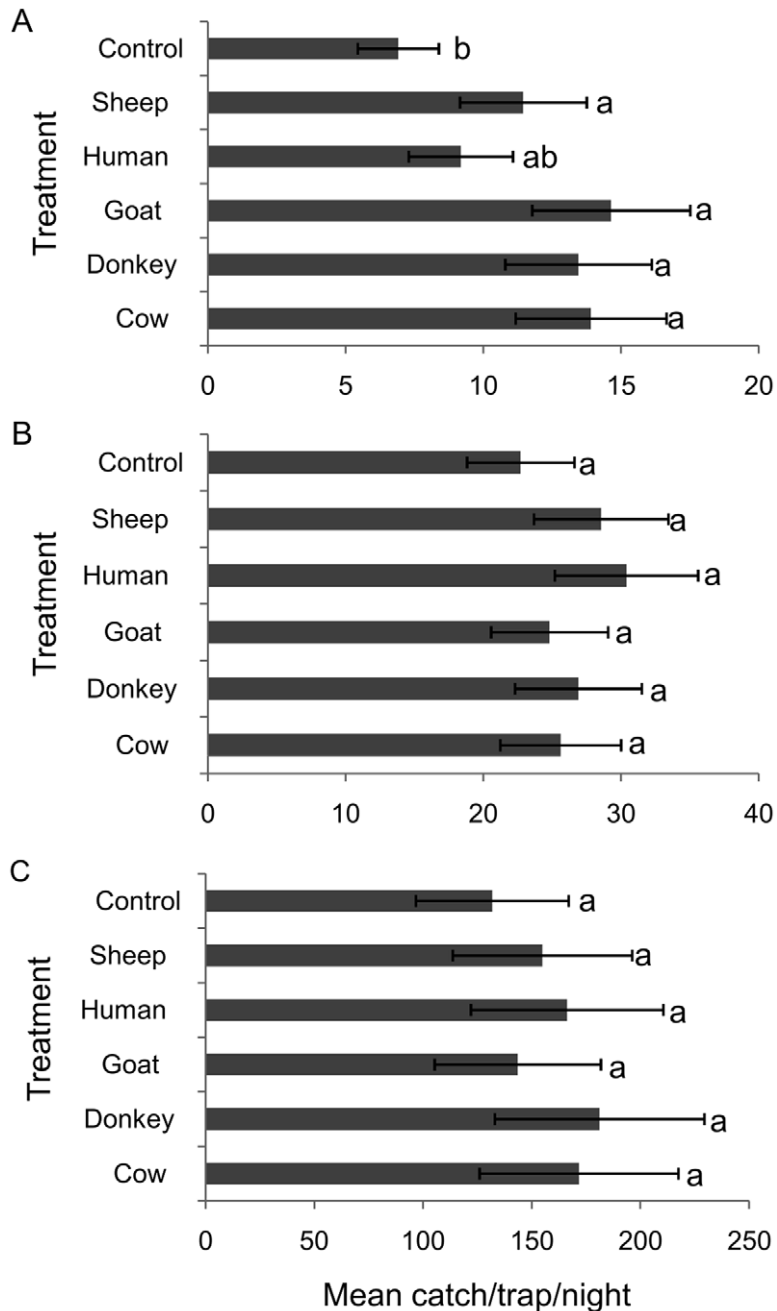 A
Treatment
Control b
Sheep a
Human ab
Goat a
Donkey a
Cow a
0 5 10 15 20
B
Treatment
Control a
Sheep a
Human a
Goat a
Donkey a
Cow a
0 10 20 30 40
C
Treatment
Control a
Sheep a
Human a
Goat a
Donkey a
Cow a
0 50 100 150 200 250
Mean catch/trap/night